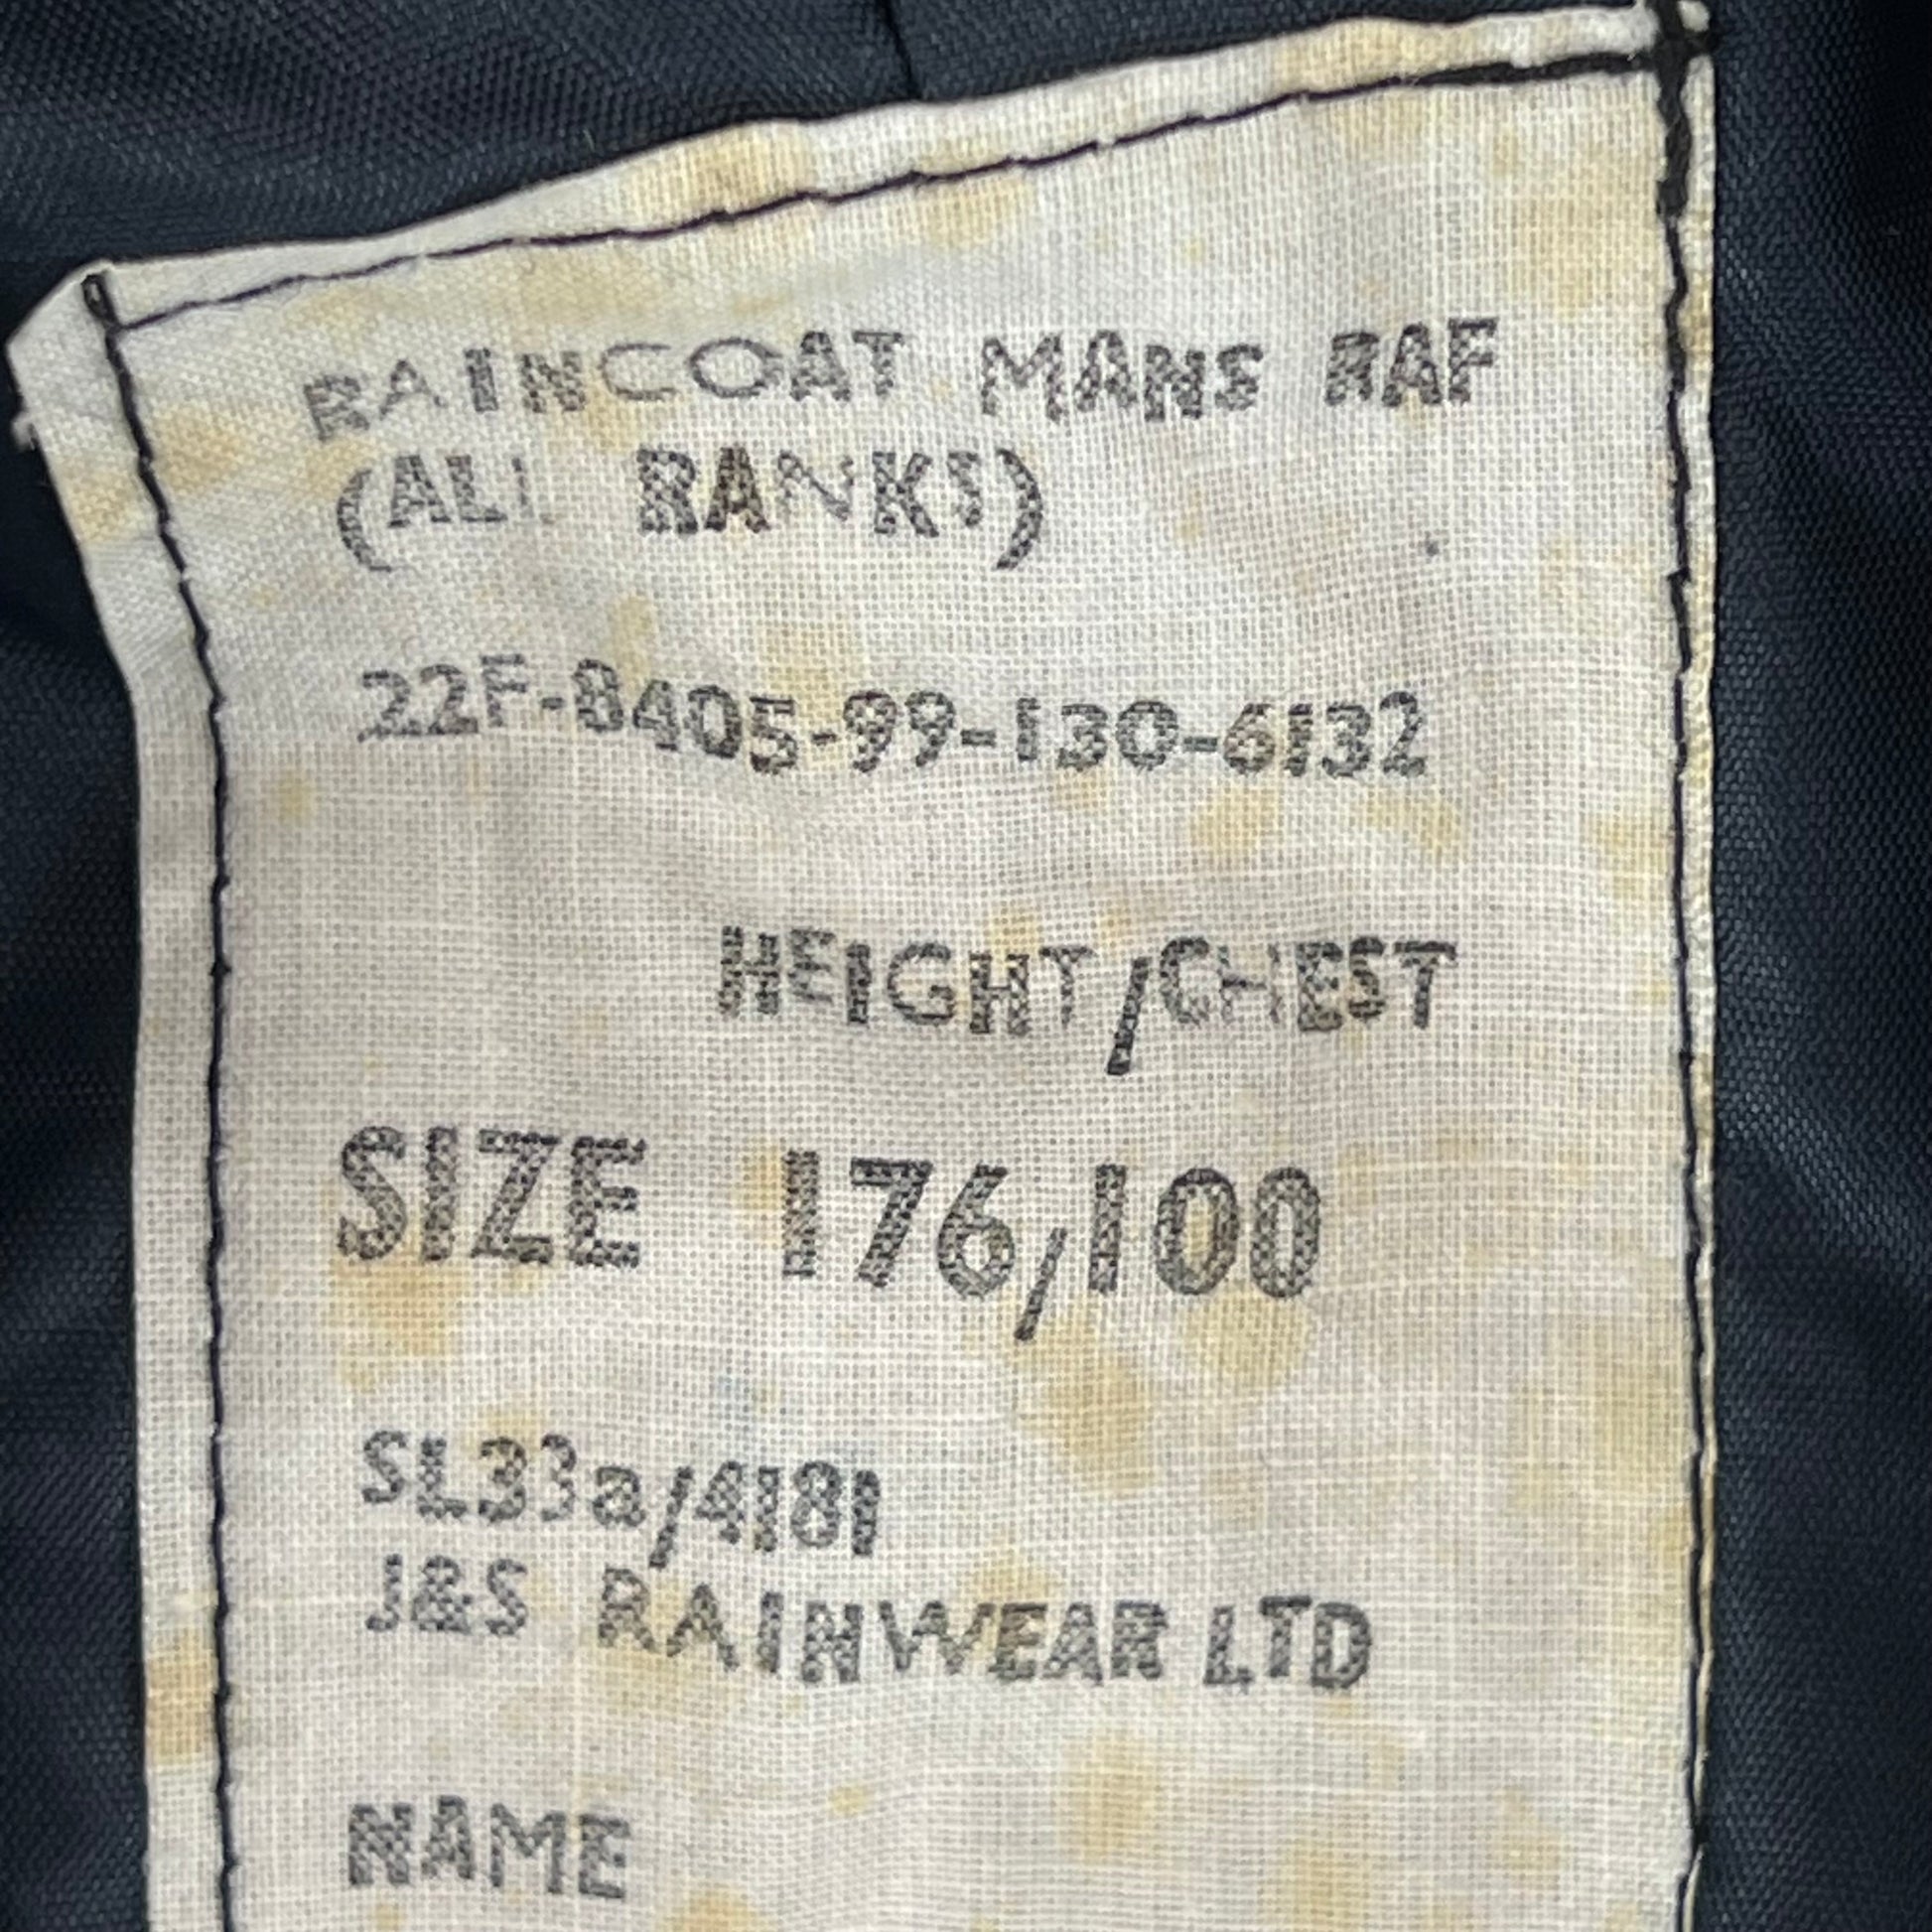 RAINCOAT MANS RAF
(ALL RANKS)
22F-8405-99-130-6132
HEIGHT/CHEST
SIZE 176/100
SL33a/4181
J&S RAINWEAR LTD
NAME